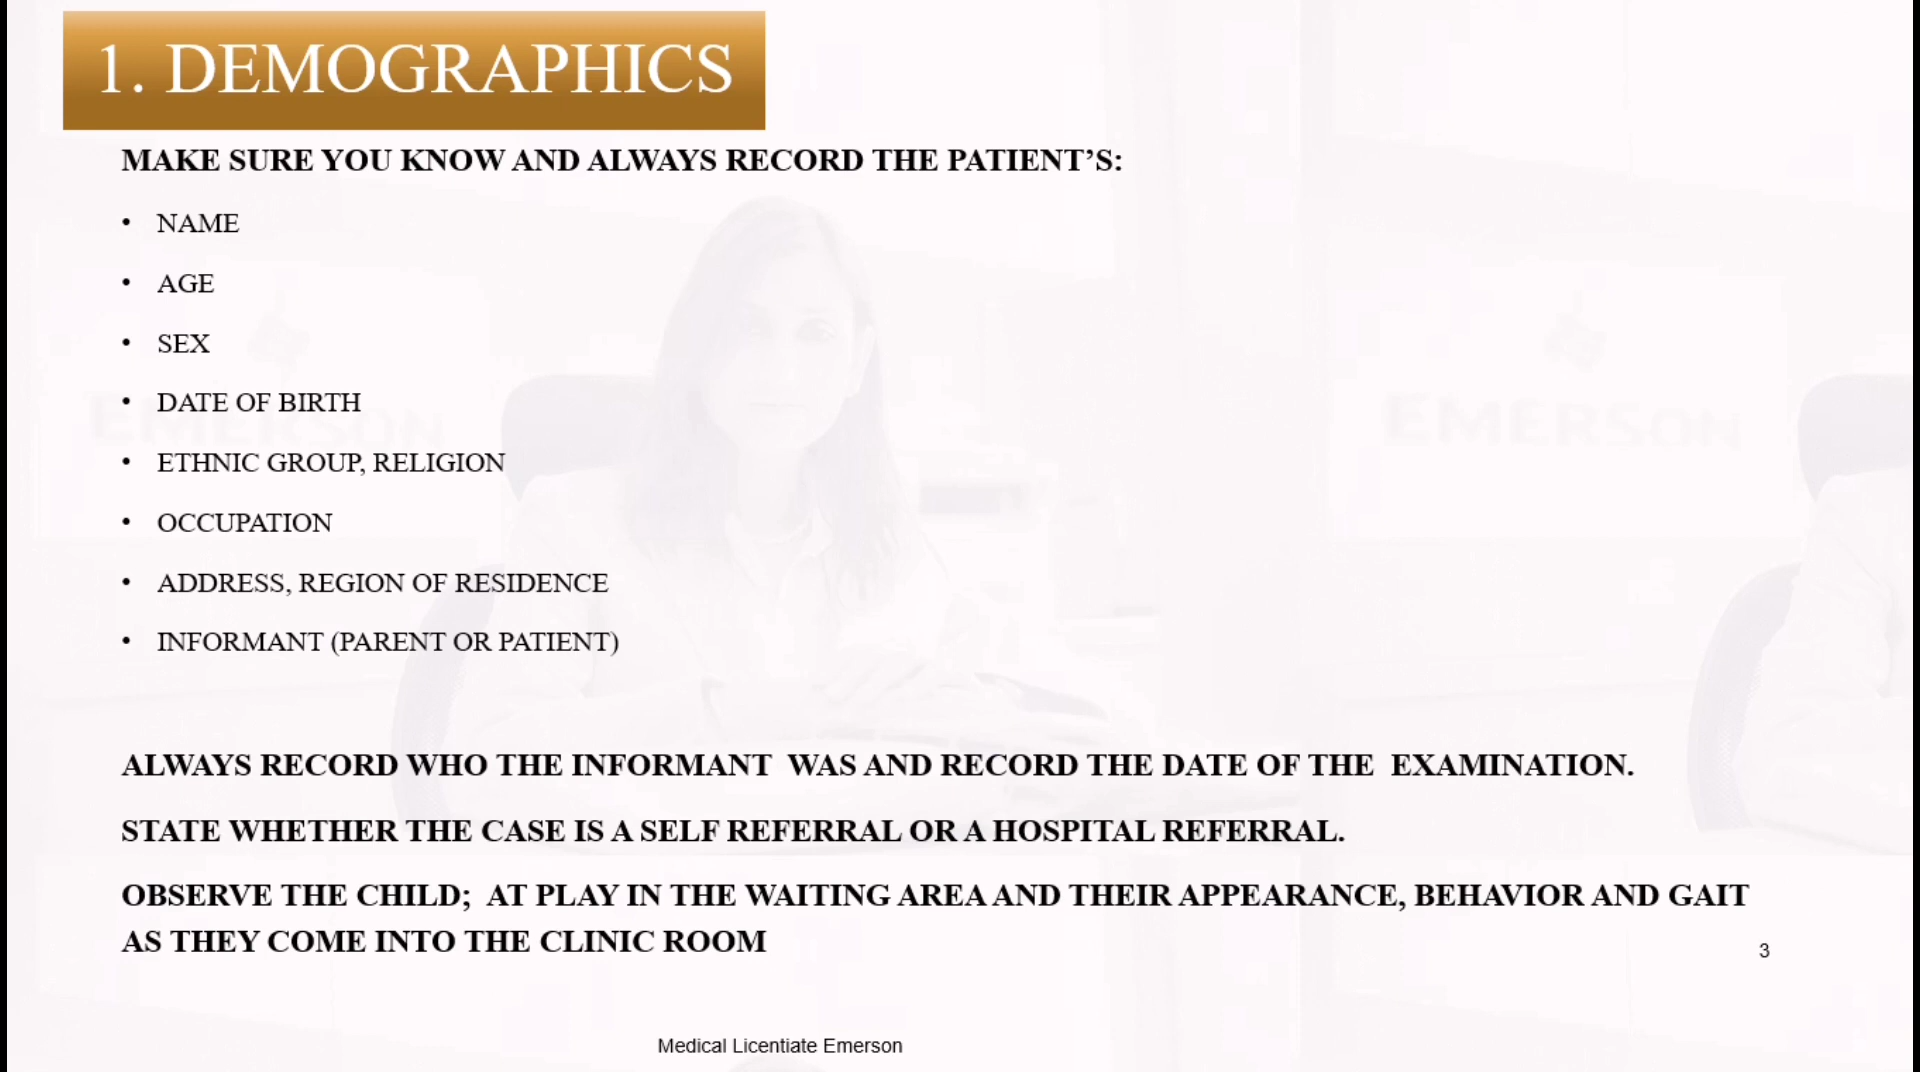 1. DEMOGRAPHICS
MAKE SURE YOU KNOW AND ALWAYS RECORD THE PATIENT’S:
• NAME
• AGE
• SEX
• DATE OF BIRTH
EMERSON
EMERSON
• ETHNIC GROUP, RELIGION
• OCCUPATION
• ADDRESS, REGION OF RESIDENCE
• INFORMANT (PARENT OR PATIENT)
ALWAYS RECORD WHO THE INFORMANT WAS AND RECORD THE DATE OF THE EXAMINATION.
STATE WHETHER THE CASE IS A SELF REFERRAL OR A HOSPITAL REFERRAL.
OBSERVE THE CHILD; AT PLAY IN THE WAITING AREA AND THEIR APPEARANCE, BEHAVIOR AND GAIT
AS THEY COME INTO THE CLINIC ROOM
3
Medical Licentiate Emerson